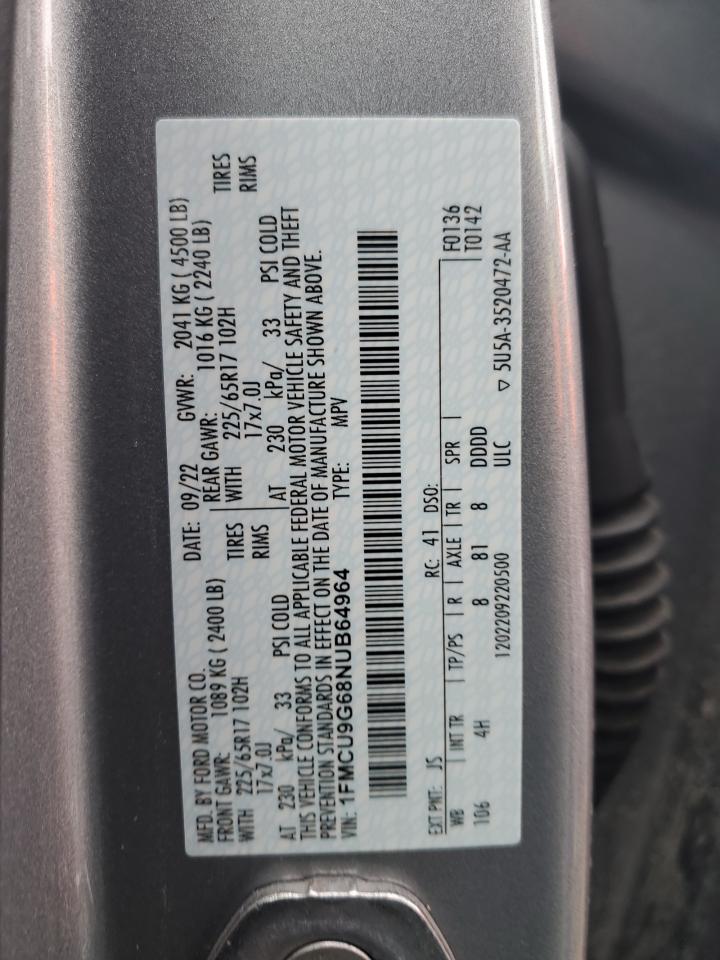 MFD. BY FORD MOTOR CO.
DATE: 09/22 GVWR: 2041 KG ( 4500 LB)
FRONT GAWR: 1089 KG ( 2400 LB) REAR GAWR: 1016 KG ( 2240 LB)
WITH 225/65R17 102H TIRES WITH 225/65R17 102H TIRES
17x7.0J RIMS 17x7.0J RIMS
AT 230 kPa/ 33 PSI COLD AT 230 kPa/ 33 PSI COLD
THIS VEHICLE CONFORMS TO ALL APPLICABLE FEDERAL MOTOR VEHICLE SAFETY AND THEFT
PREVENTION STANDARDS IN EFFECT ON THE DATE OF MANUFACTURE SHOWN ABOVE.
VIN: 1FMCU9G68NUB64964 TYPE: MPV
EXT PNT: JS RC: 41 DSO:
WB INT TR TP/PS R AXLE TR SPR F0136
106 4H 8 81 8 DDDD T0142
1202209220500 ULC ▽ 5U5A-3520472-AA